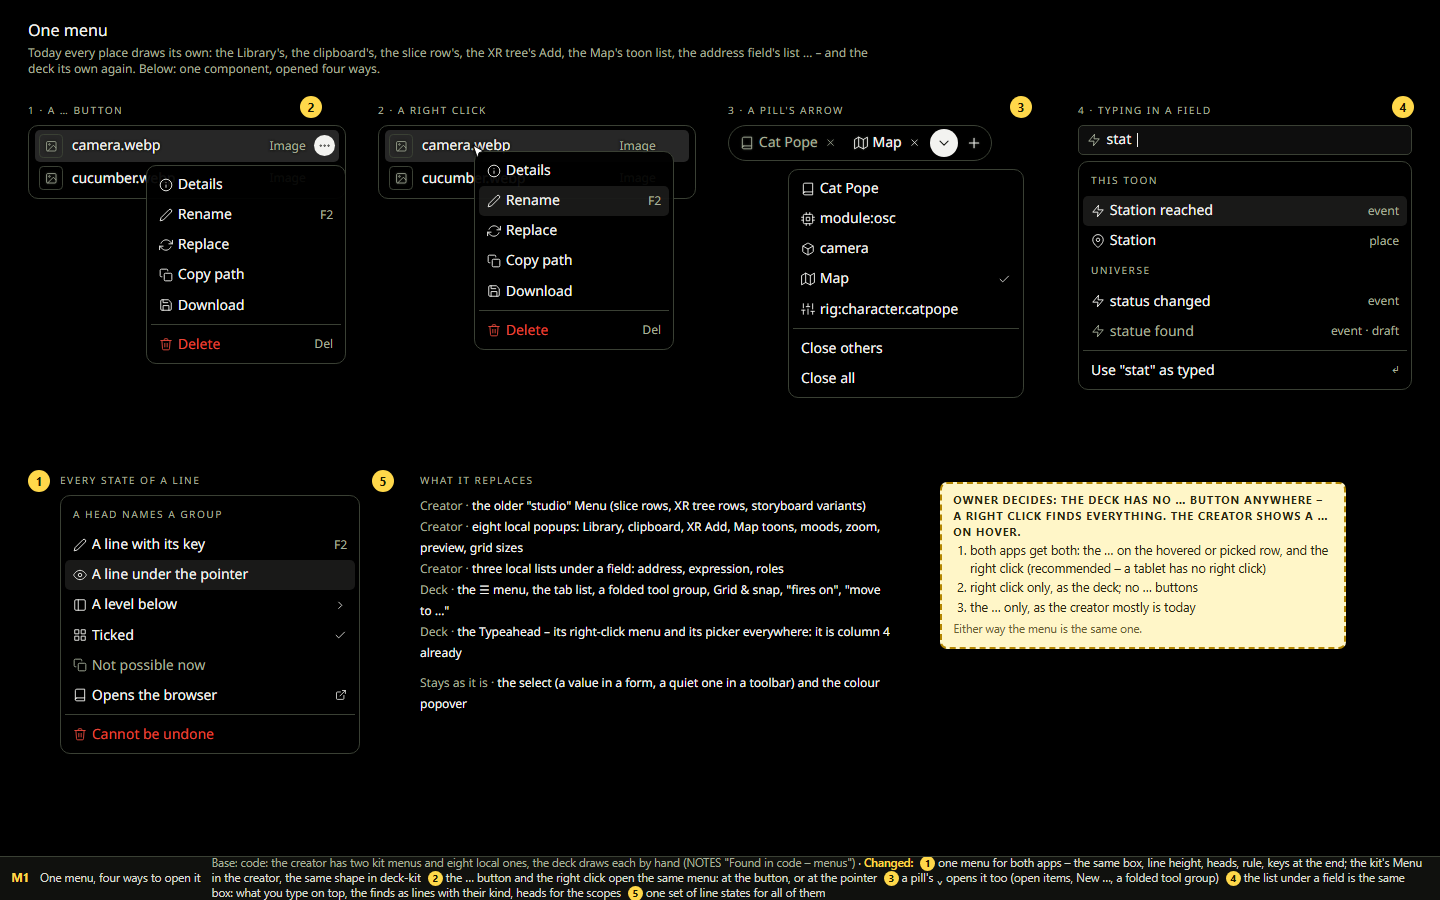 One menu
Today every place draws its own: the Library's, the clipboard's, the slice row's, the XR tree's Add, the Map's toon list, the address field's list ... – and the
deck its own again. Below: one component, opened four ways.
1 · A ... BUTTON
2
camera.webp
Image
cucumber.w
Details
Rename
F2
Replace
Copy path
Download
Delete
Del
2 · A RIGHT CLICK
camera.webp
Image
cucumb
Details
Rename
F2
Replace
Copy path
Download
Delete
Del
3 · A PILL'S ARROW
3
Cat Pope ×
Map ×
Cat Pope
module:osc
camera
Map
rig:character.catpope
Close others
Close all
4 · TYPING IN A FIELD
4
stat
THIS TOON
Station reached
event
Station
place
UNIVERSE
status changed
event
statue found
event · draft
Use "stat" as typed
↵
1
EVERY STATE OF A LINE
A HEAD NAMES A GROUP
A line with its key
F2
A line under the pointer
A level below
Ticked
Not possible now
Opens the browser
Cannot be undone
5
WHAT IT REPLACES
Creator · the older "studio" Menu (slice rows, XR tree rows, storyboard variants)
Creator · eight local popups: Library, clipboard, XR Add, Map toons, moods, zoom,
preview, grid sizes
Creator · three local lists under a field: address, expression, roles
Deck · the ☰ menu, the tab list, a folded tool group, Grid & snap, "fires on", "move
to ..."
Deck · the Typeahead – its right-click menu and its picker everywhere: it is column 4
already
Stays as it is · the select (a value in a form, a quiet one in a toolbar) and the colour
popover
OWNER DECIDES: THE DECK HAS NO ... BUTTON ANYWHERE –
A RIGHT CLICK FINDS EVERYTHING. THE CREATOR SHOWS A ...
ON HOVER.
1. both apps get both: the ... on the hovered or picked row, and the
right click (recommended – a tablet has no right click)
2. right click only, as the deck; no ... buttons
3. the ... only, as the creator mostly is today
Either way the menu is the same one.
M1 One menu, four ways to open it
Base: code: the creator has two kit menus and eight local ones, the deck draws each by hand (NOTES "Found in code – menus") · Changed: 1 one menu for both apps – the same box, line height, heads, rule, keys at the end; the kit's Menu
in the creator, the same shape in deck-kit 2 the ... button and the right click open the same menu: at the button, or at the pointer 3 a pill's ⌄ opens it too (open items, New ..., a folded tool group) 4 the list under a field is the same
box: what you type on top, the finds as lines with their kind, heads for the scopes 5 one set of line states for all of them